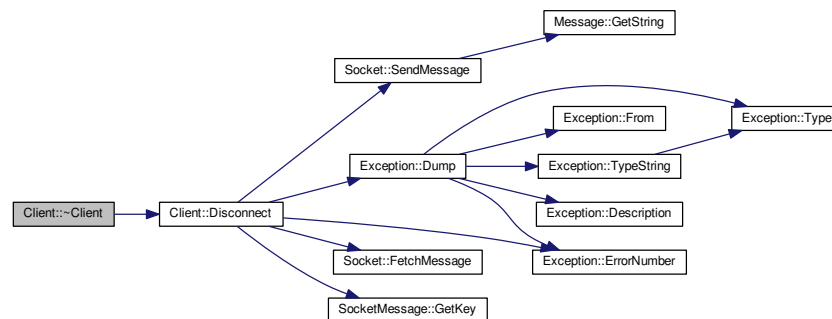 Message::GetString
Socket::SendMessage
Exception::From
Exception::Type
Exception::Dump
Exception::TypeString
Client::~Client
Client::Disconnect
Exception::Description
Socket::FetchMessage
Exception::ErrorNumber
SocketMessage::GetKey